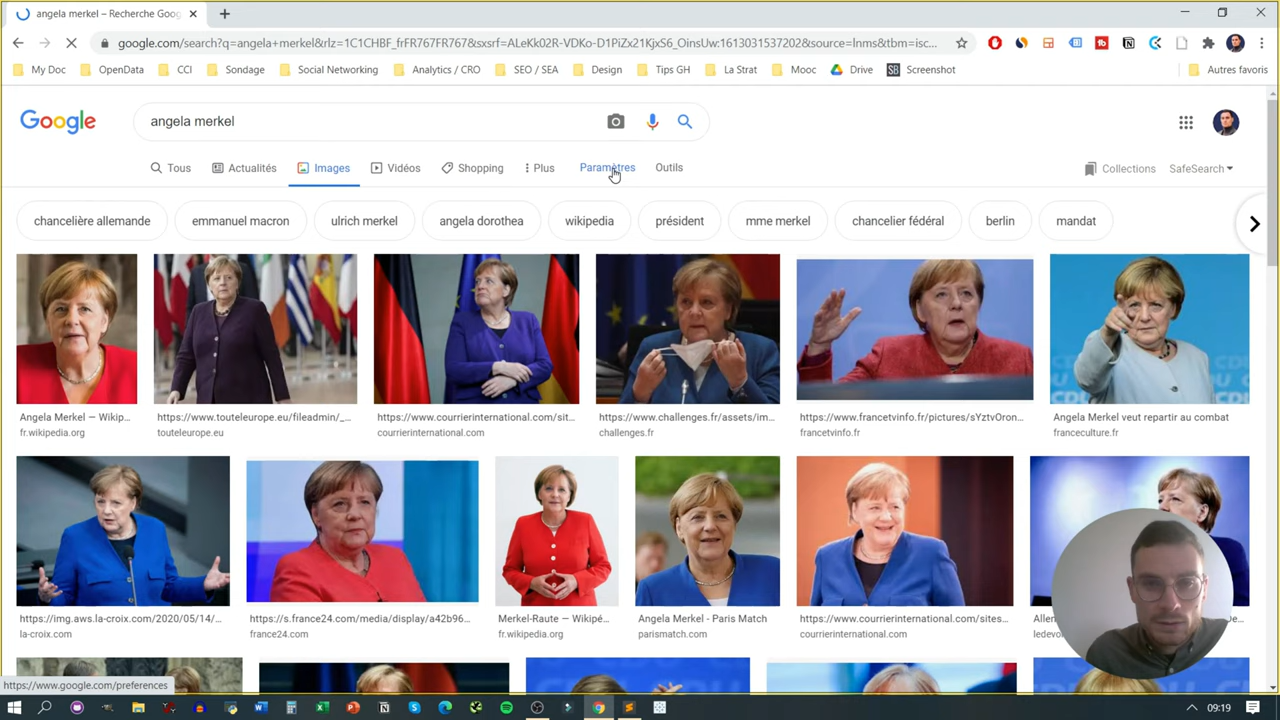 angela merkel – Recherche Goog
google.com/search?q=angela+merkel&rlz=1C1CHBF_frFR767FR767&sxsrf=ALeKk02R-VDKo-D1PiZx21KjxS6_OinsUw:1613031537202&source=lnms&tbm=isc...
My Doc OpenData CCI Sondage Social Networking Analytics / CRO SEO / SEA Design Tips GH La Strat Mooc Drive SB Screenshot Autres favoris
Google angela merkel
Tous Actualités Images Vidéos Shopping Plus Paramètres Outils Collections SafeSearch
chancelière allemande emmanuel macron ulrich merkel angela dorothea wikipedia président mme merkel chancelier fédéral berlin mandat
Angela Merkel — Wikip... https://www.touteleurope.eu/fileadmin/_... https://www.courrierinternational.com/sit... https://www.challenges.fr/assets/im... https://www.francetvinfo.fr/pictures/sYztvOron... Angela Merkel veut repartir au combat
fr.wikipedia.org touteleurope.eu courrierinternational.com challenges.fr francetvinfo.fr franceculture.fr
https://img.aws.la-croix.com/2020/05/14/... https://s.france24.com/media/display/a42b96... Merkel-Raute — Wikipé... Angela Merkel - Paris Match https://www.courrierinternational.com/sites...
la-croix.com france24.com fr.wikipedia.org parismatch.com courrierinternational.com
https://www.google.com/preferences
09:19